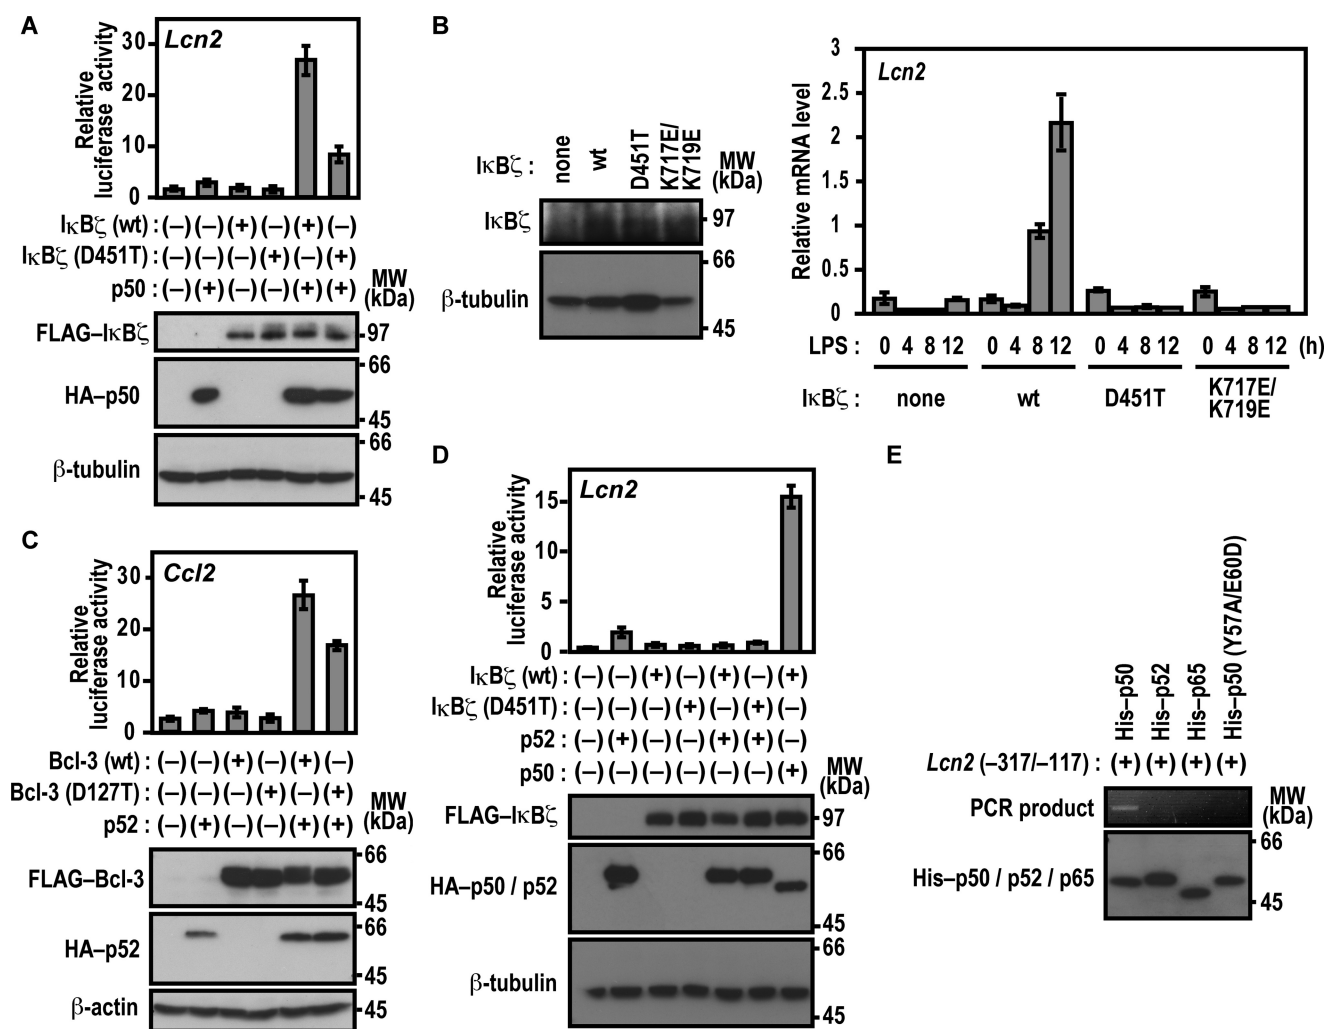 A
Lcn2
Relative
luciferase activity
30
20
10
0
IκBζ (wt) : (–) (–) (+) (–) (+) (–)
IκBζ (D451T) : (–) (–) (–) (+) (–) (+)
p50 : (–) (+) (–) (–) (+) (+)
MW
(kDa)
FLAG–IκBζ
97
HA–p50
66
45
β-tubulin
66
45
B
IκBζ :
none
wt
D451T
K717E/
K719E
MW
(kDa)
IκBζ
97
β-tubulin
66
45
Lcn2
Relative mRNA level
3
2.5
2
1.5
1
0.5
0
LPS : 0 4 8 12 0 4 8 12 0 4 8 12 0 4 8 12 (h)
IκBζ : none wt D451T K717E/
K719E
C
Ccl2
Relative
luciferase activity
30
20
10
0
Bcl-3 (wt) : (–) (–) (+) (–) (+) (–)
Bcl-3 (D127T) : (–) (–) (–) (+) (–) (+)
p52 : (–) (+) (–) (–) (+) (+)
MW
(kDa)
FLAG–Bcl-3
66
45
HA–p52
66
45
β-actin
45
D
Lcn2
Relative
luciferase activity
15
10
5
0
IκBζ (wt) : (–) (–) (+) (–) (+) (–) (+)
IκBζ (D451T) : (–) (–) (–) (+) (–) (+) (–)
p52 : (–) (+) (–) (–) (+) (+) (–)
p50 : (–) (–) (–) (–) (–) (–) (+)
MW
(kDa)
FLAG–IκBζ
97
HA–p50 / p52
66
45
β-tubulin
66
45
E
His–p50
His–p52
His–p65
His–p50 (Y57A/E60D)
Lcn2 (–317/–117) : (+) (+) (+) (+)
PCR product
MW
(kDa)
His–p50 / p52 / p65
66
45